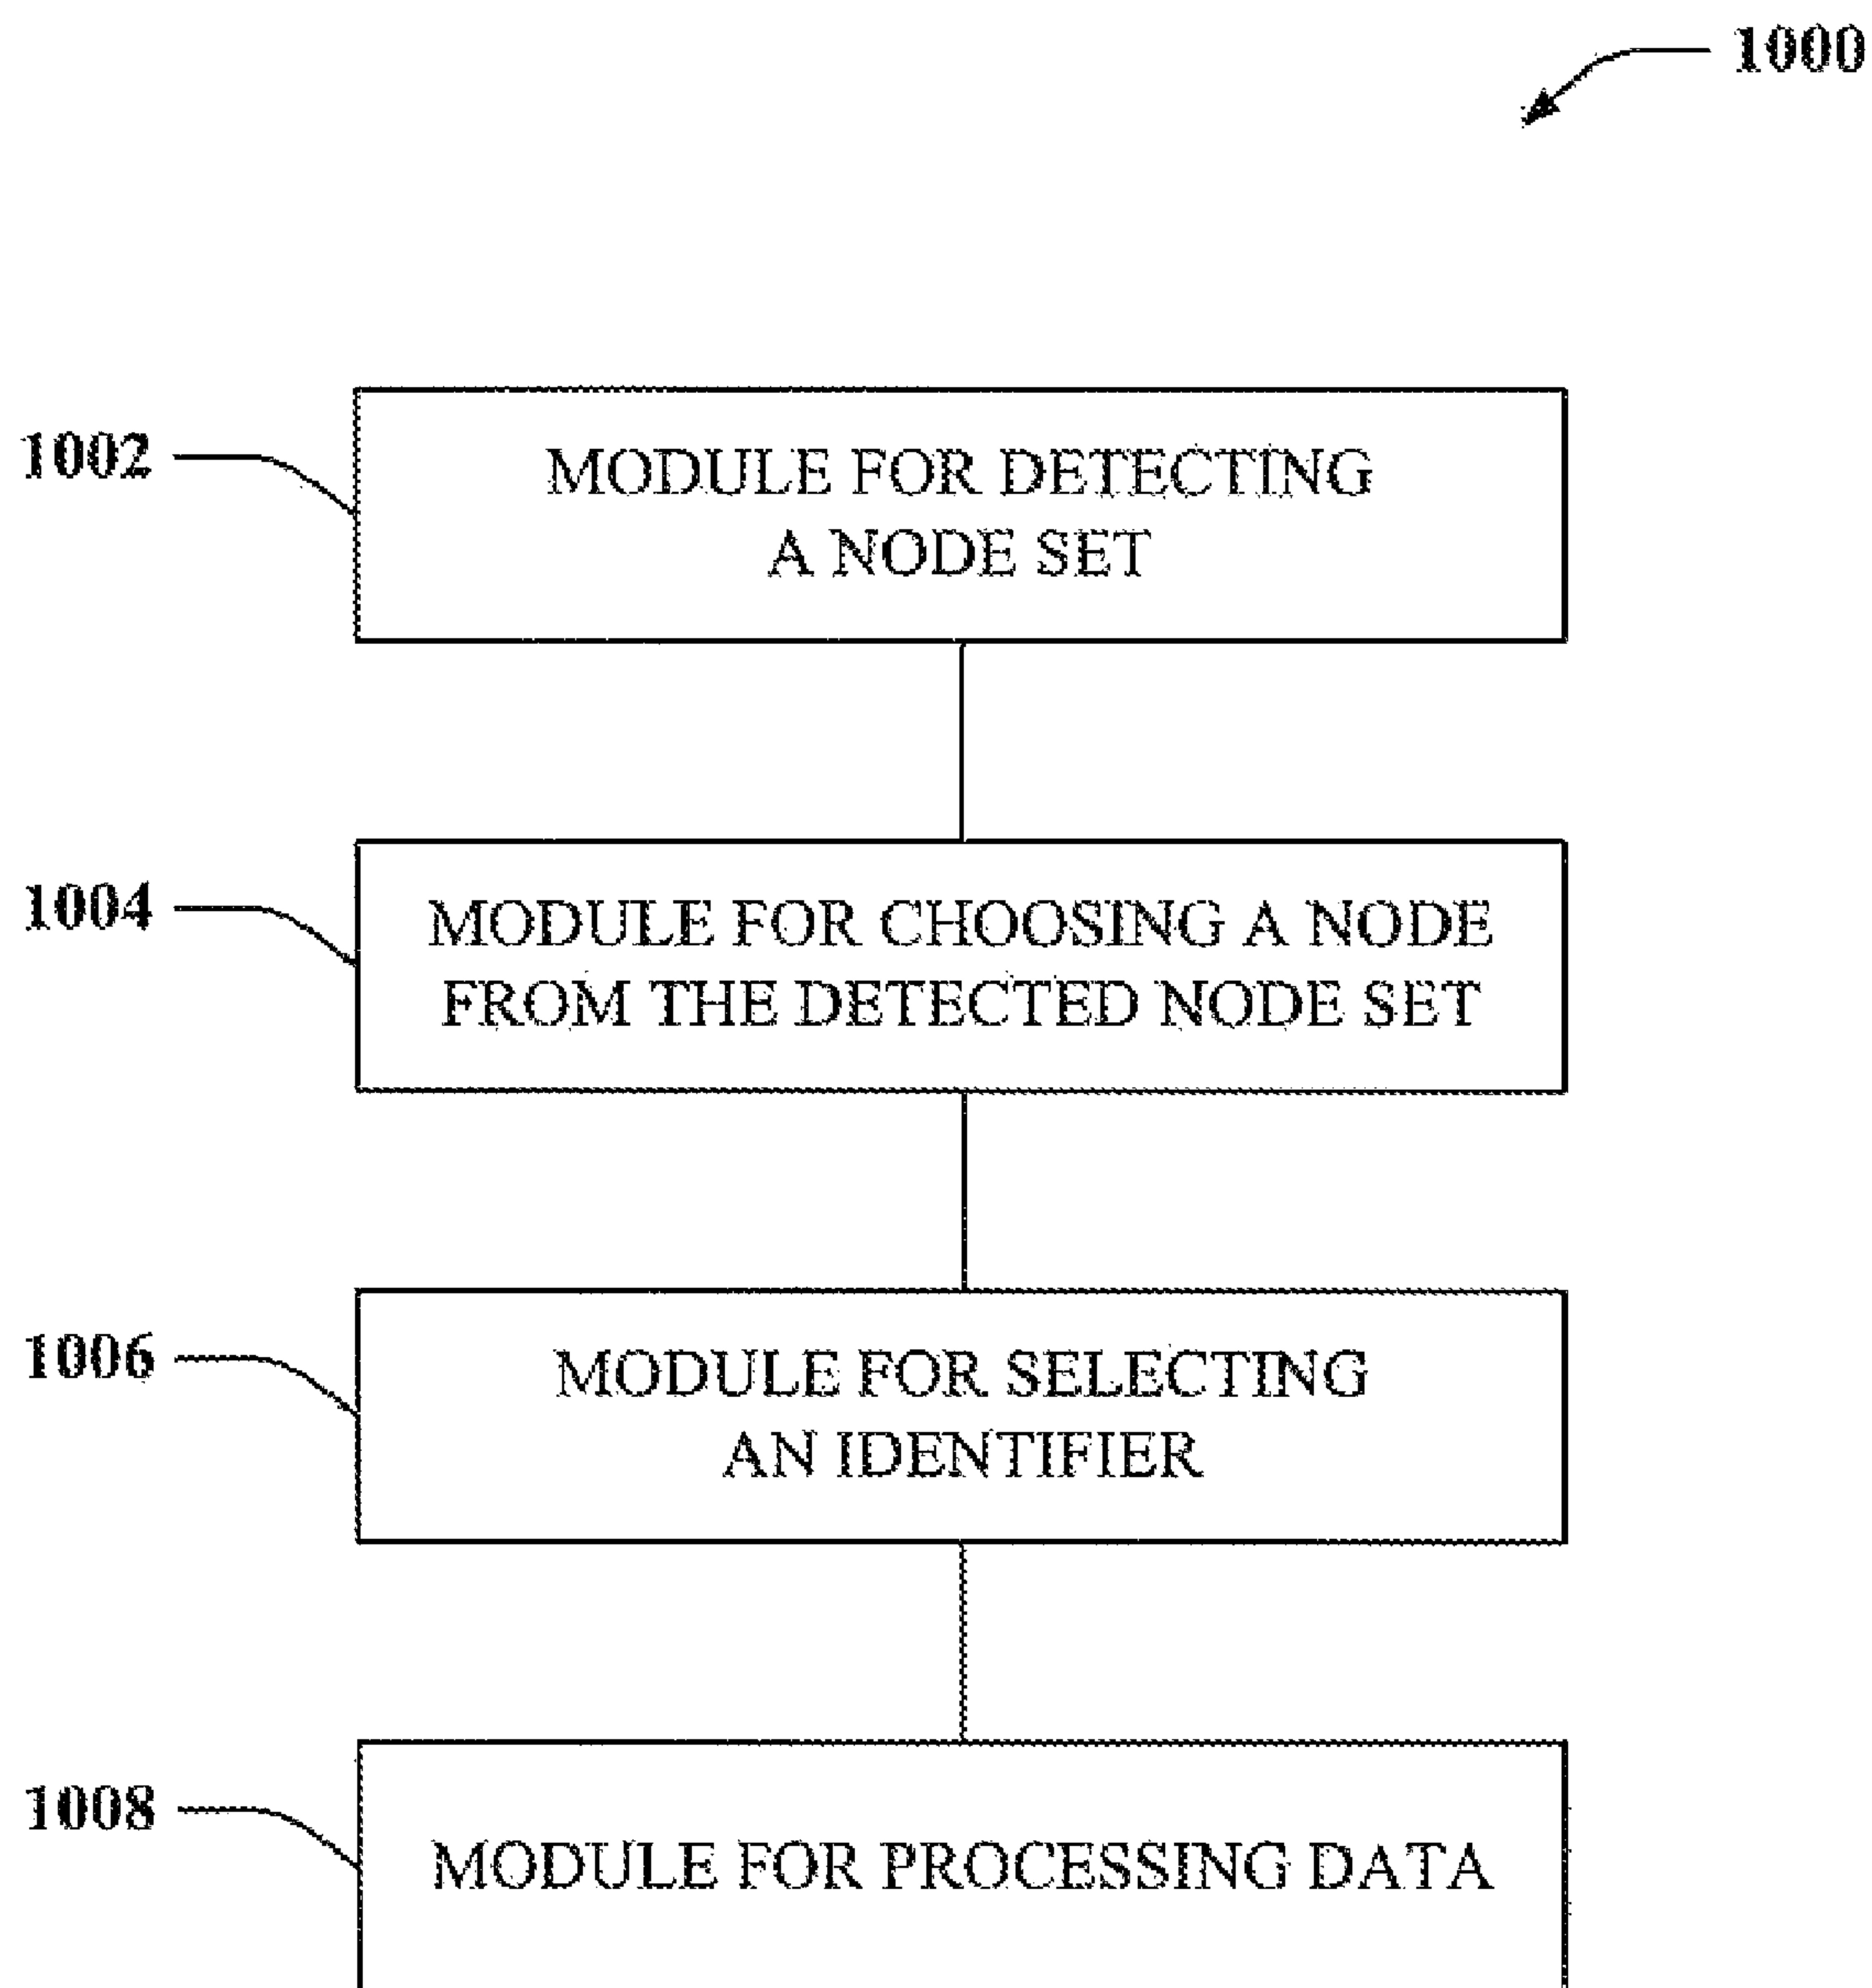 1000
1002
MODULE FOR DETECTING
A NODE SET
1004
MODULE FOR CHOOSING A NODE
FROM THE DETECTED NODE SET
1006
MODULE FOR SELECTING
AN IDENTIFIER
1008
MODULE FOR PROCESSING DATA